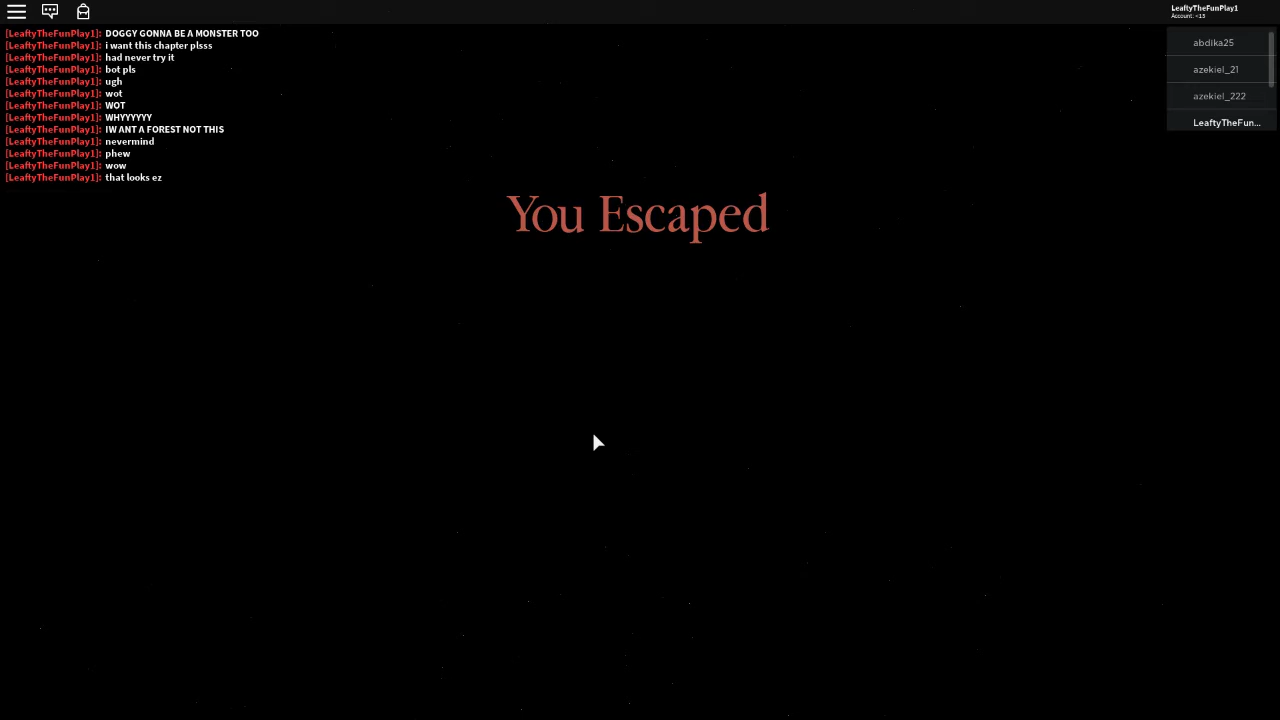 LeaftyTheFunPlay1
Account: <13
[LeaftyTheFunPlay1]: DOGGY GONNA BE A MONSTER TOO
[LeaftyTheFunPlay1]: i want this chapter plsss
[LeaftyTheFunPlay1]: had never try it
[LeaftyTheFunPlay1]: bot pls
[LeaftyTheFunPlay1]: ugh
[LeaftyTheFunPlay1]: wot
[LeaftyTheFunPlay1]: WOT
[LeaftyTheFunPlay1]: WHYYYYYY
[LeaftyTheFunPlay1]: IW ANT A FOREST NOT THIS
[LeaftyTheFunPlay1]: nevermind
[LeaftyTheFunPlay1]: phew
[LeaftyTheFunPlay1]: wow
[LeaftyTheFunPlay1]: that looks ez
abdika25
azekiel_21
azekiel_222
LeaftyTheFun...
You Escaped